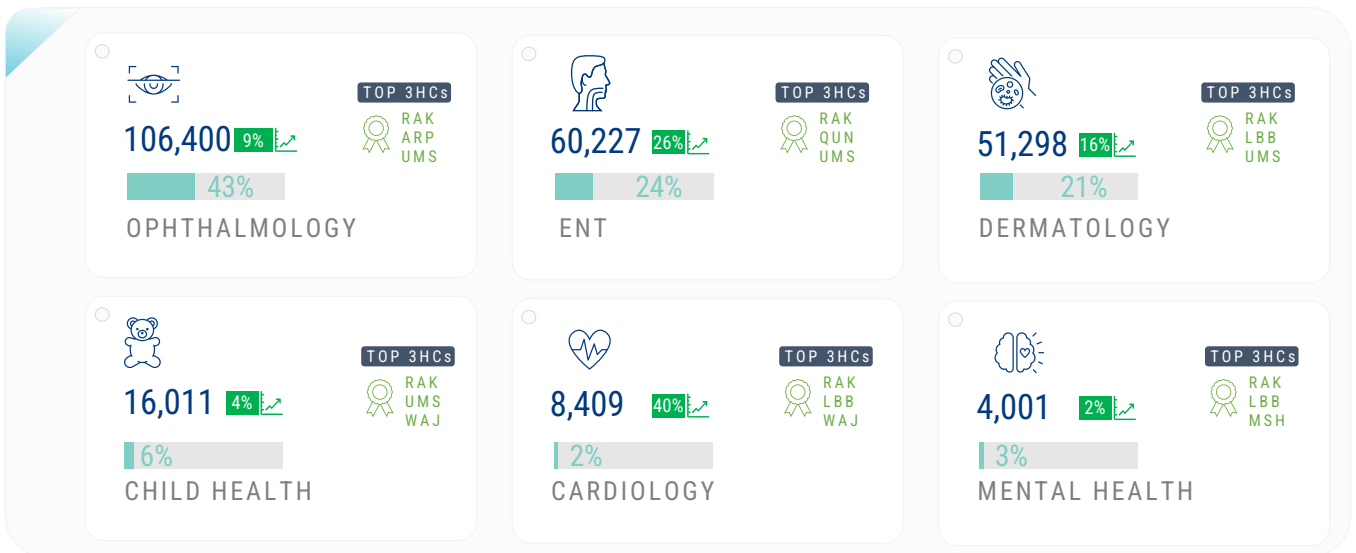 TOP 3HCs
RAK
ARP
UMS
106,400 9%
43%
OPHTHALMOLOGY
TOP 3HCs
RAK
QUN
UMS
60,227 26%
24%
ENT
TOP 3HCs
RAK
LBB
UMS
51,298 16%
21%
DERMATOLOGY
TOP 3HCs
RAK
UMS
WAJ
16,011 4%
6%
CHILD HEALTH
TOP 3HCs
RAK
LBB
WAJ
8,409 40%
2%
CARDIOLOGY
TOP 3HCs
RAK
LBB
MSH
4,001 2%
3%
MENTAL HEALTH